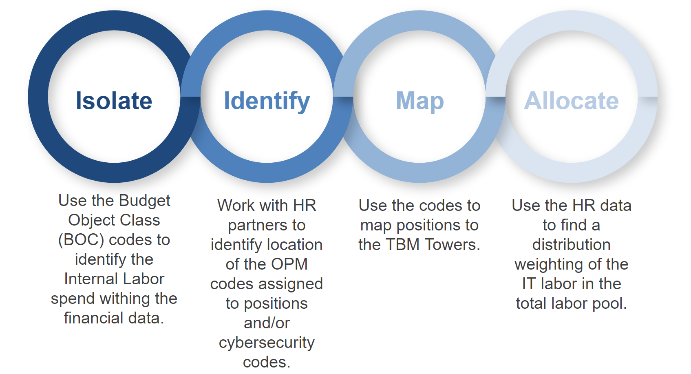 Isolate
Use the Budget
Object Class
(BOC) codes to
identify the
Internal Labor
spend withing the
financial data.
Identify
Work with HR
partners to
identify location
of the OPM
codes assigned
to positions
and/or
cybersecurity
codes.
Map
Use the codes to
map positions to
the TBM Towers.
Allocate
Use the HR data
to find a
distribution
weighting of the
IT labor in the
total labor pool.